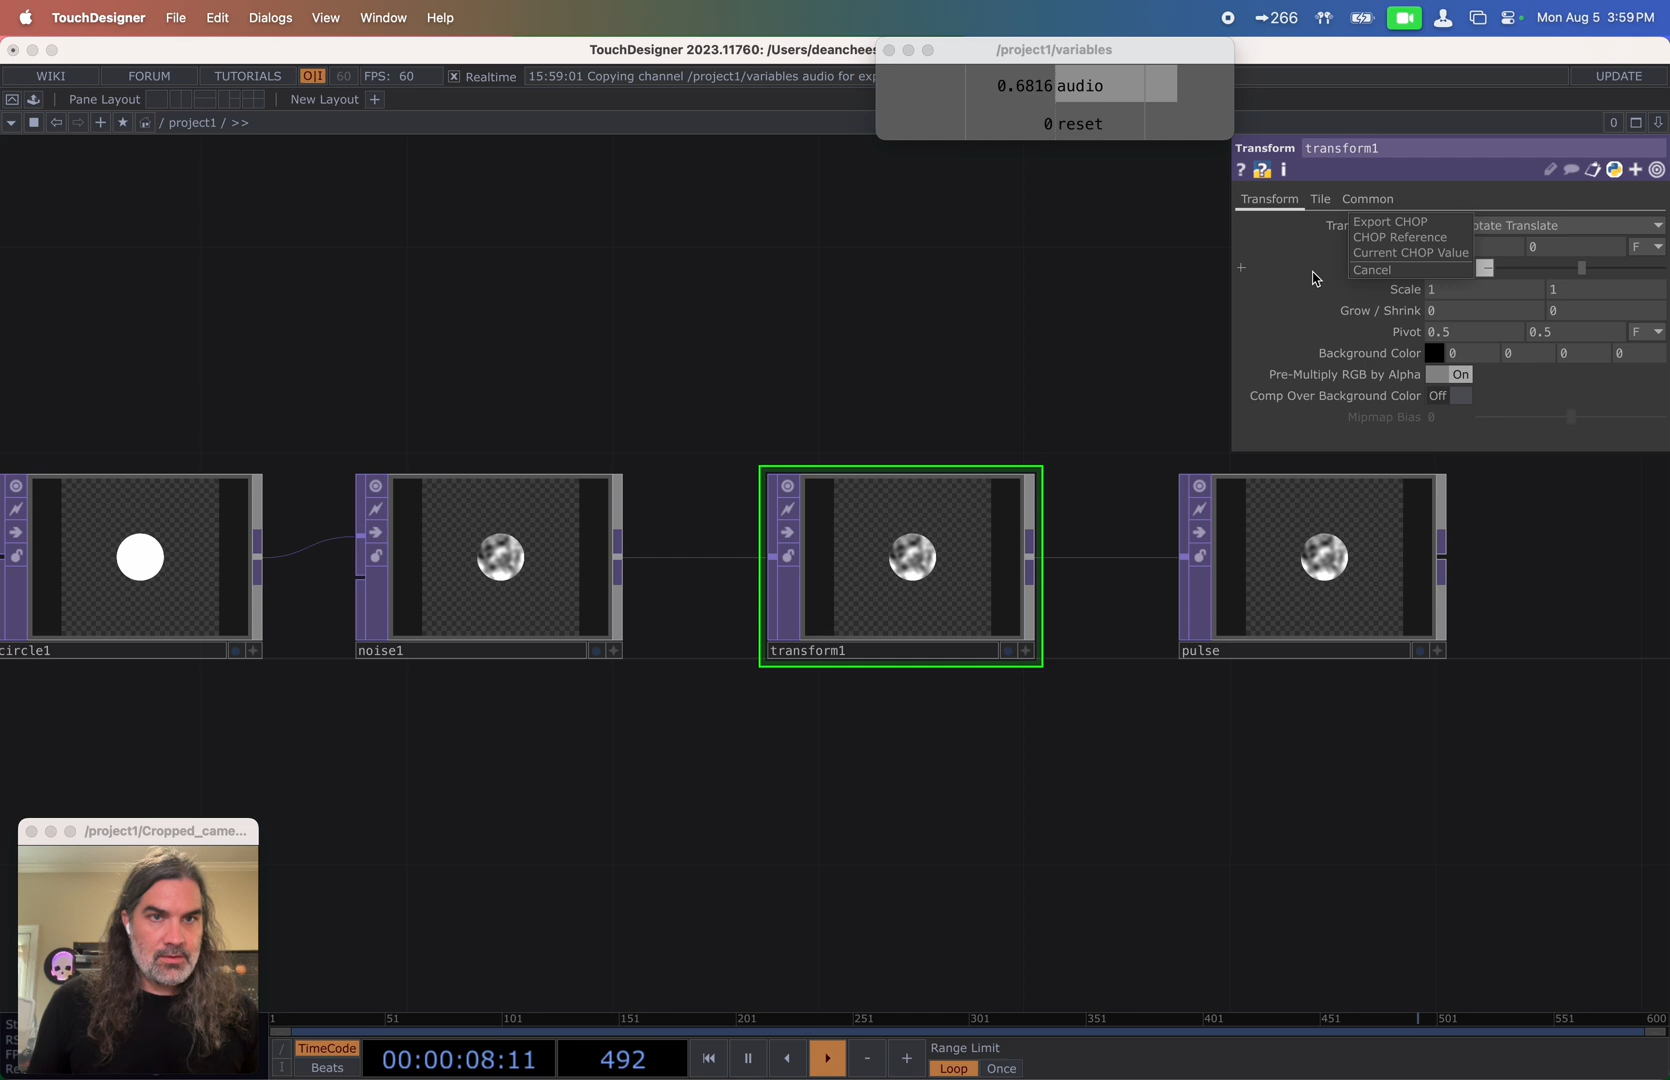 TouchDesigner File Edit Dialogs View Window Help
266 Mon Aug 5 3:59 PM
TouchDesigner 2023.11760: /Users/deanchees
/project1/variables
WIKI FORUM TUTORIALS O|I 60 FPS: 60 Realtime 15:59:01 Copying channel /project1/variables audio for exp UPDATE
0.6816 audio
0 reset
Pane Layout New Layout
/ project1 / >> 0
Transform transform1
Transform Tile Common
Export CHOP
CHOP Reference
Current CHOP Value
Cancel
Tran otate Translate
0 F
Scale 1 1
Grow / Shrink 0 0
Pivot 0.5 0.5 F
Background Color 0 0 0 0
Pre-Multiply RGB by Alpha On
Comp Over Background Color Off
Mipmap Bias 0
circle1
noise1
transform1
pulse
/project1/Cropped_came...
1 51 101 151 201 251 301 351 401 451 501 551 600
TimeCode
Beats
00:00:08:11 492
Range Limit
Loop Once